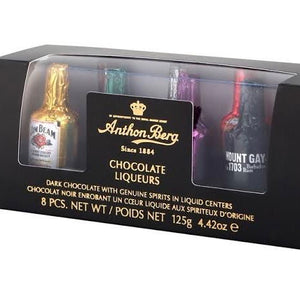 JIM BEAM
Anthon Berg
Since 1884
CHOCOLATE
LIQUEURS
DARK CHOCOLATE WITH GENUINE SPIRITS IN LIQUID CENTERS
CHOCOLAT NOIR ENROBANT UN CŒUR LIQUIDE AUX SPIRITEUX D'ORIGINE
8 PCS. NET WT / POIDS NET 125g 4.42oz e
MOUNT GAY
1703